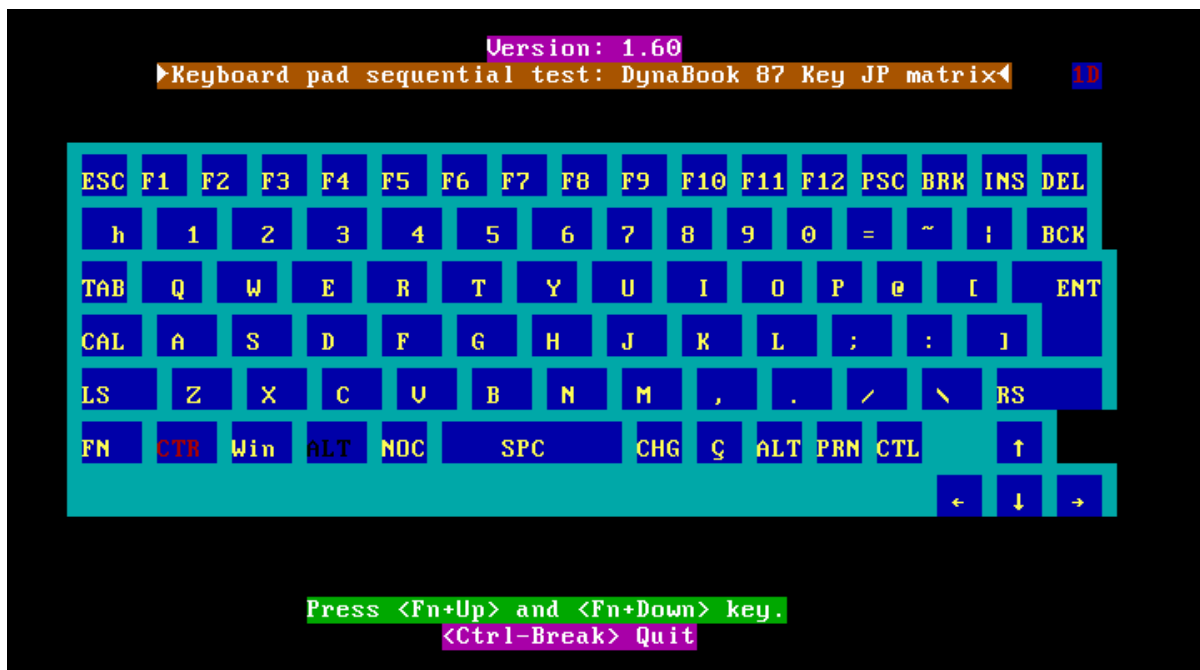 Version: 1.60
►Keyboard pad sequential test: DynaBook 87 Key JP matrix◄ 1D
ESC F1 F2 F3 F4 F5 F6 F7 F8 F9 F10 F11 F12 PSC BRK INS DEL
h 1 2 3 4 5 6 7 8 9 0 = ~ ¦ BCK
TAB Q W E R T Y U I O P @ [ ENT
CAL A S D F G H J K L ; : ]
LS Z X C V B N M , . / \ RS
FN CTR Win ALT NOC SPC CHG Ç ALT PRN CTL ↑
← ↓ →
Press <Fn+Up> and <Fn+Down> key.
<Ctrl-Break> Quit